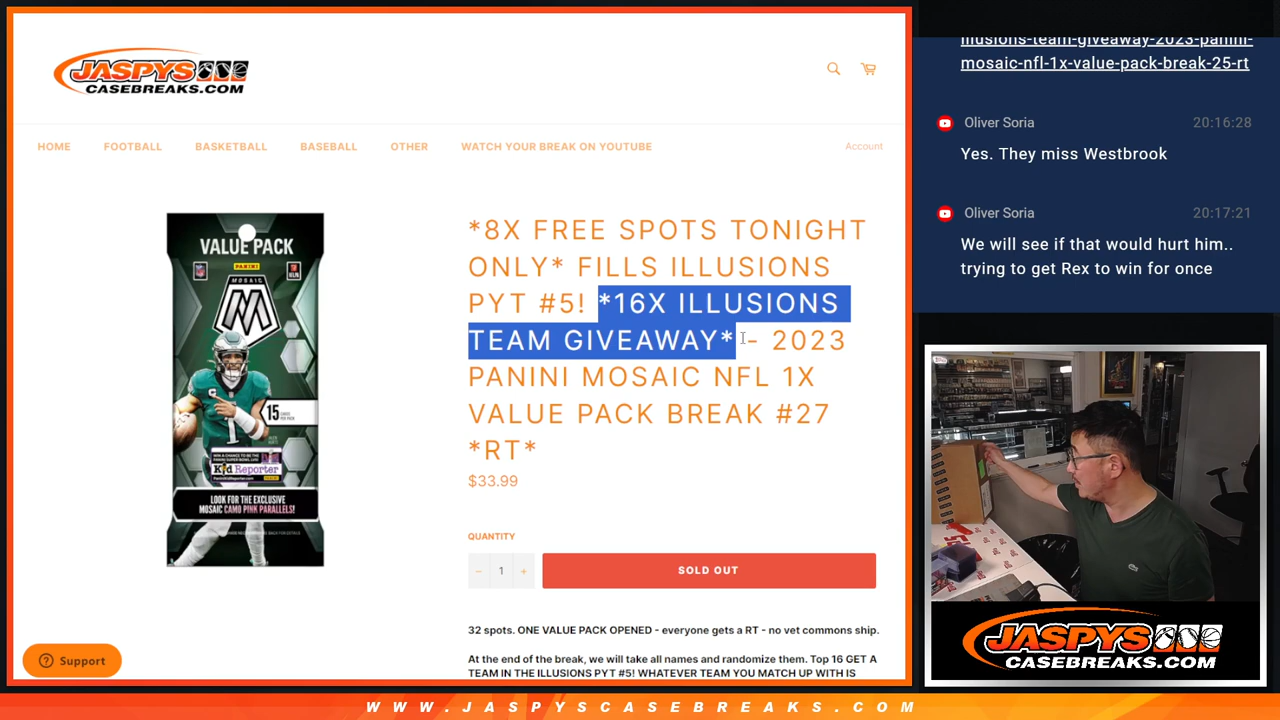 JASPYS
CASEBREAKS.COM
HOME FOOTBALL BASKETBALL BASEBALL OTHER WATCH YOUR BREAK ON YOUTUBE Account
VALUE PACK
PANINI
MOSAIC
15
Kid Reporter
LOOK FOR THE EXCLUSIVE
MOSAIC CAMO PINK PARALLELS!
*8X FREE SPOTS TONIGHT
ONLY* FILLS ILLUSIONS
PYT #5! *16X ILLUSIONS
TEAM GIVEAWAY* - 2023
PANINI MOSAIC NFL 1X
VALUE PACK BREAK #27
*RT*
$33.99
QUANTITY
− 1 +
SOLD OUT
32 spots. ONE VALUE PACK OPENED - everyone gets a RT - no vet commons ship.
At the end of the break, we will take all names and randomize them. Top 16 GET A
TEAM IN THE ILLUSIONS PYT #5! WHATEVER TEAM YOU MATCH UP WITH IS
Support
illusions-team-giveaway-2023-panini-
mosaic-nfl-1x-value-pack-break-25-rt
Oliver Soria 20:16:28
Yes. They miss Westbrook
Oliver Soria 20:17:21
We will see if that would hurt him..
trying to get Rex to win for once
JASPYS
CASEBREAKS.COM
WWW.JASPYSCASEBREAKS.COM